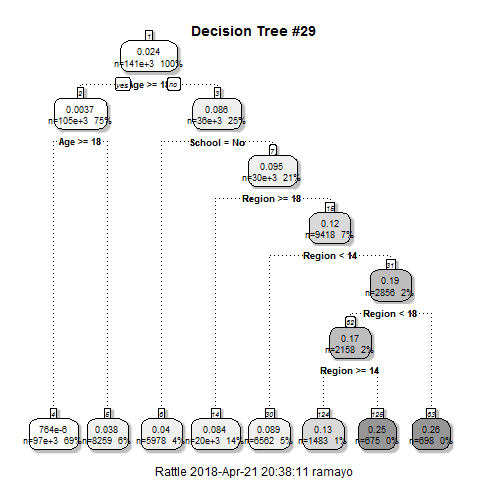 Decision Tree #29
1
0.024
n=141e+3 100%
yes Age >= 18 no
2
0.0037
n=105e+3 75%
3
0.086
n=36e+3 25%
Age >= 18
School = No
7
0.095
n=30e+3 21%
Region >= 18
15
0.12
n=9418 7%
Region < 14
31
0.19
n=2856 2%
Region < 18
62
0.17
n=2158 2%
Region >= 14
4
764e-6
n=97e+3 69%
5
0.038
n=8259 6%
6
0.04
n=5978 4%
14
0.084
n=20e+3 14%
30
0.089
n=6562 5%
124
0.13
n=1483 1%
125
0.25
n=675 0%
63
0.26
n=698 0%
Rattle 2018-Apr-21 20:38:11 ramayo